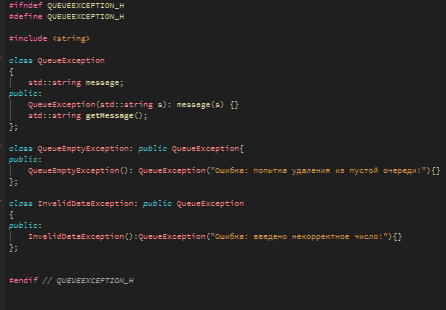 #ifndef QUEUEEXCEPTION_H
#define QUEUEEXCEPTION_H
#include <string>
class QueueException
{
std::string message;
public:
QueueException(std::string s): message(s) {}
std::string getMessage();
};
class QueueEmptyException: public QueueException{
public:
QueueEmptyException(): QueueException("Ошибка: попытка удаления из пустой очереди!"){}
};
class InvalidDataException: public QueueException
{
public:
InvalidDataException():QueueException("Ошибка: введено некорректное число!"){}
};
#endif // QUEUEEXCEPTION_H